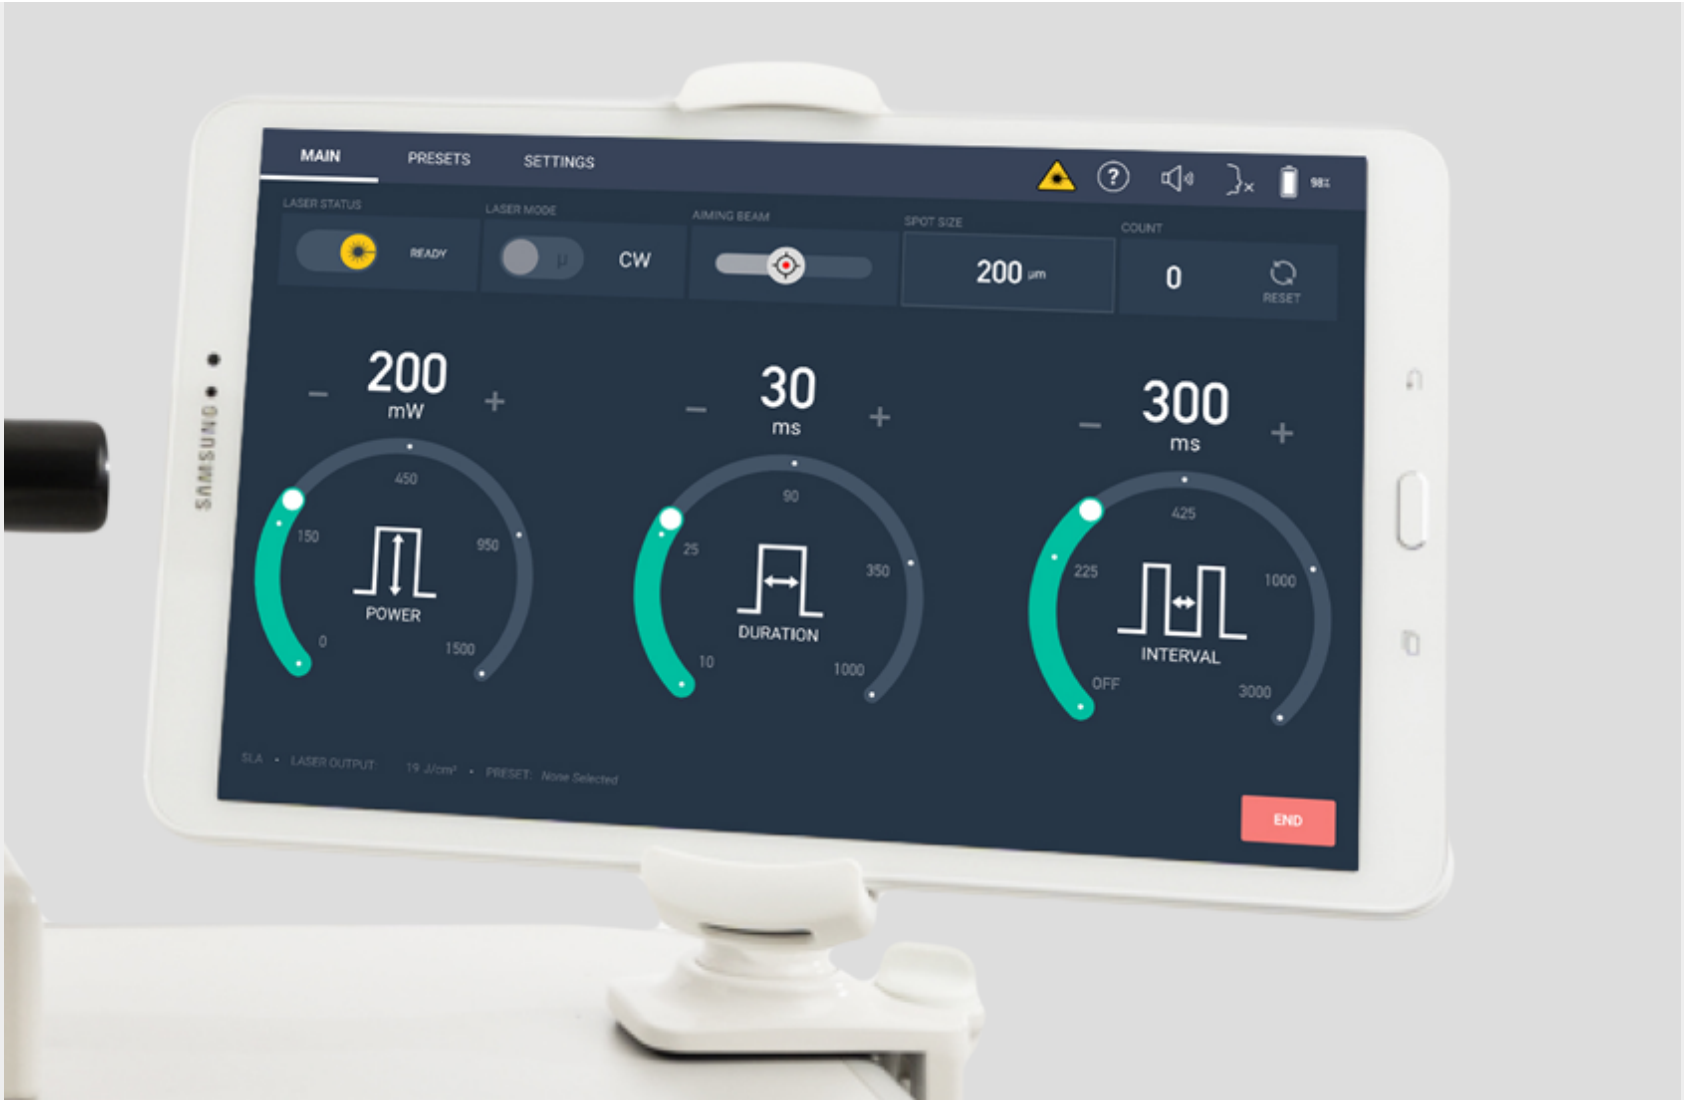 MAIN PRESETS SETTINGS ? 98%
LASER STATUS LASER MODE AIMING BEAM SPOT SIZE COUNT
READY µ CW 200 µm 0 RESET
200 mW
30 ms
300 ms
0 150 450 950 1500
POWER
10 25 90 350 1000
DURATION
OFF 225 425 1000 3000
INTERVAL
SLA • LASER OUTPUT: 19 J/cm² • PRESET: None Selected
END
SAMSUNG